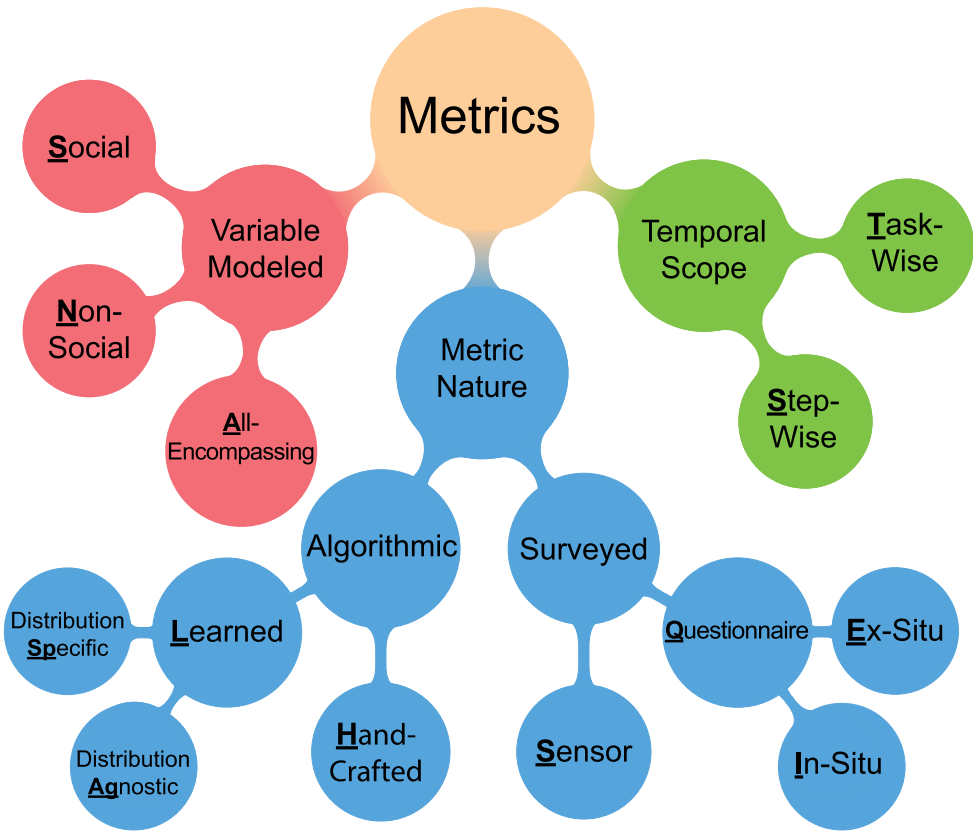 Metrics
Social
Variable
Modeled
Non-
Social
All-
Encompassing
Temporal
Scope
Task-
Wise
Step-
Wise
Metric
Nature
Algorithmic
Surveyed
Distribution
Specific
Learned
Distribution
Agnostic
Hand-
Crafted
Sensor
Questionnaire
Ex-Situ
In-Situ